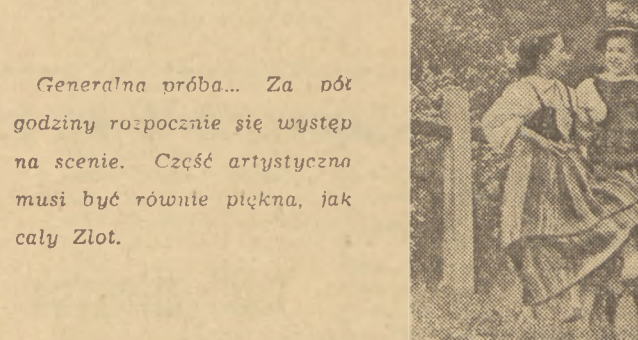 Generalna próba... Za pół
godziny rozpocznie się występ
na scenie. Część artystyczna
musi być równie piękna, jak
cały Zlot.